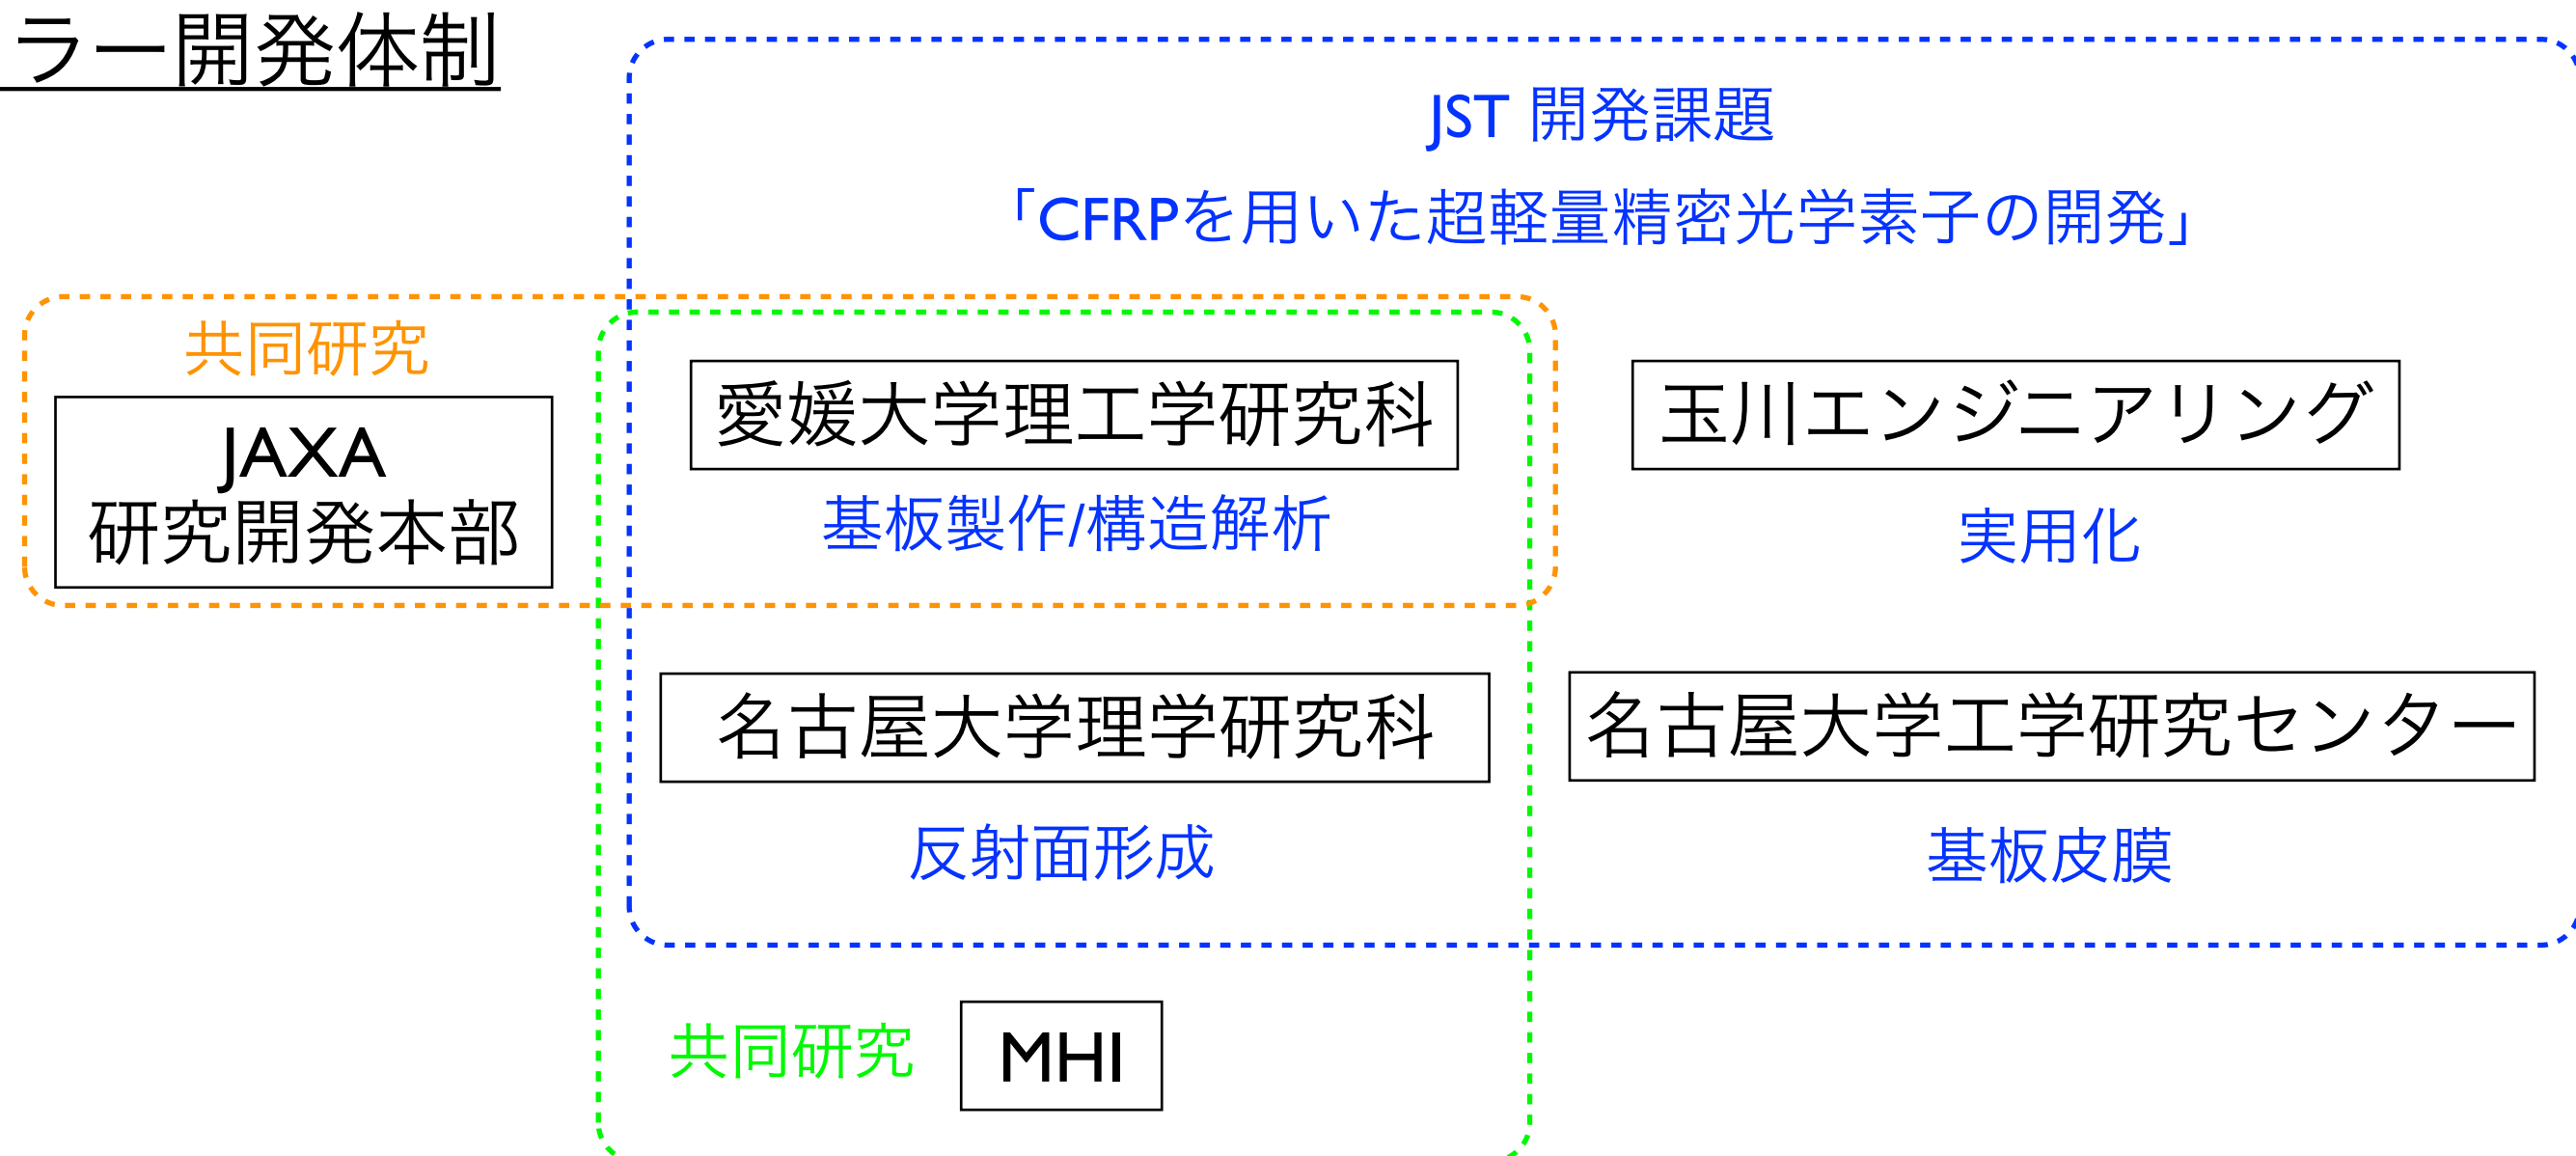 ラー開発体制
JST 開発課題
「CFRPを用いた超軽量精密光学素子の開発」
共同研究
JAXA
研究開発本部
愛媛大学理工学研究科
基板製作/構造解析
玉川エンジニアリング
実用化
名古屋大学理学研究科
反射面形成
名古屋大学工学研究センター
基板皮膜
共同研究
MHI